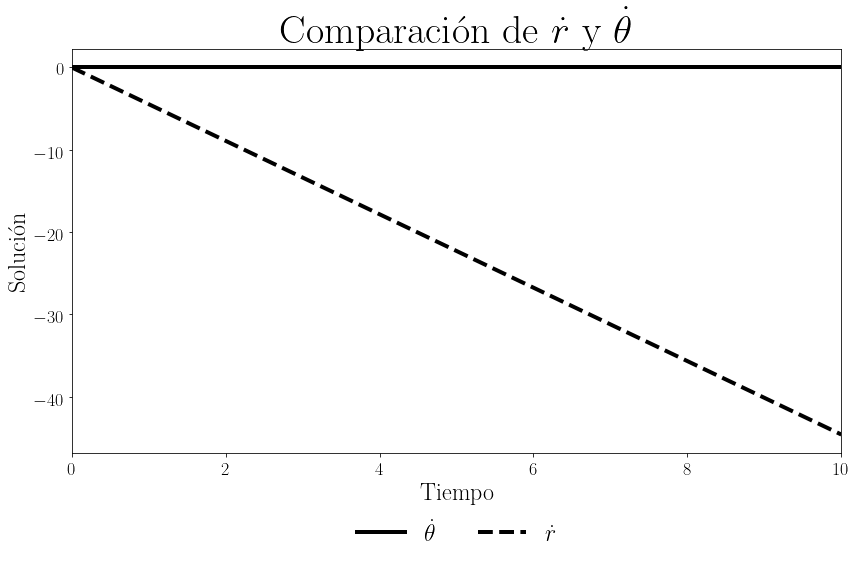 Comparación de ṙ y θ̇
0
−10
−20
−30
−40
Solución
0 2 4 6 8 10
Tiempo
θ̇ ṙ